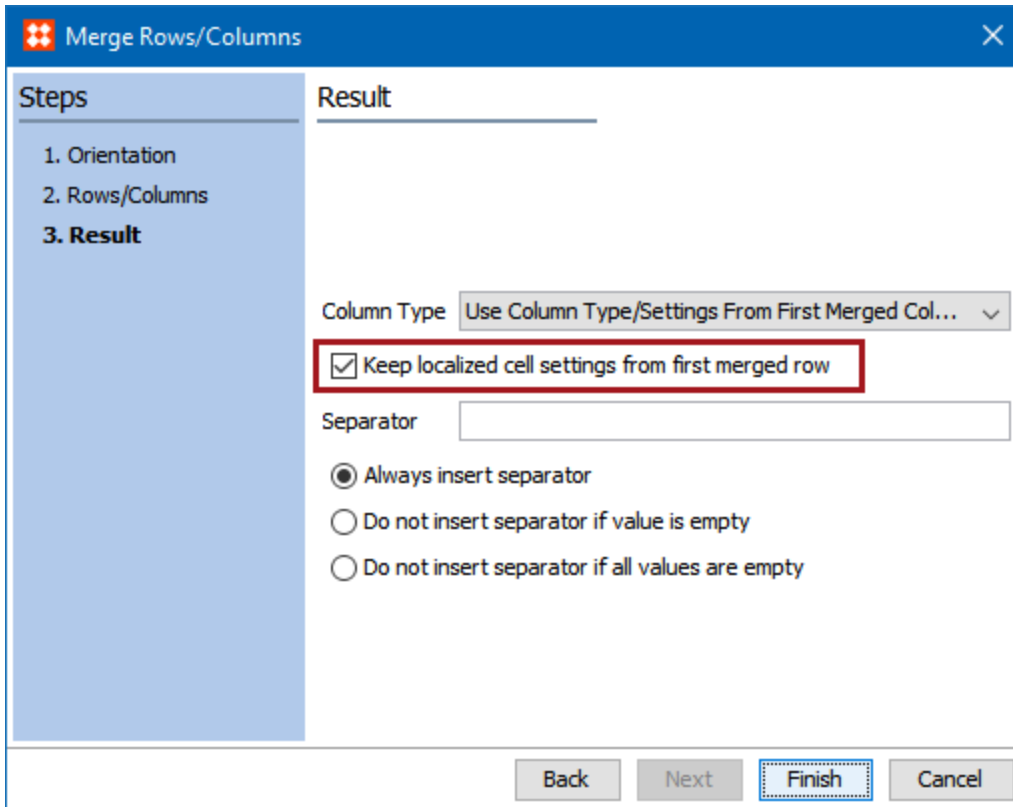 Merge Rows/Columns
Steps
1. Orientation
2. Rows/Columns
3. Result
Result
Column Type Use Column Type/Settings From First Merged Col...
Keep localized cell settings from first merged row
Separator
Always insert separator
Do not insert separator if value is empty
Do not insert separator if all values are empty
Back Next Finish Cancel